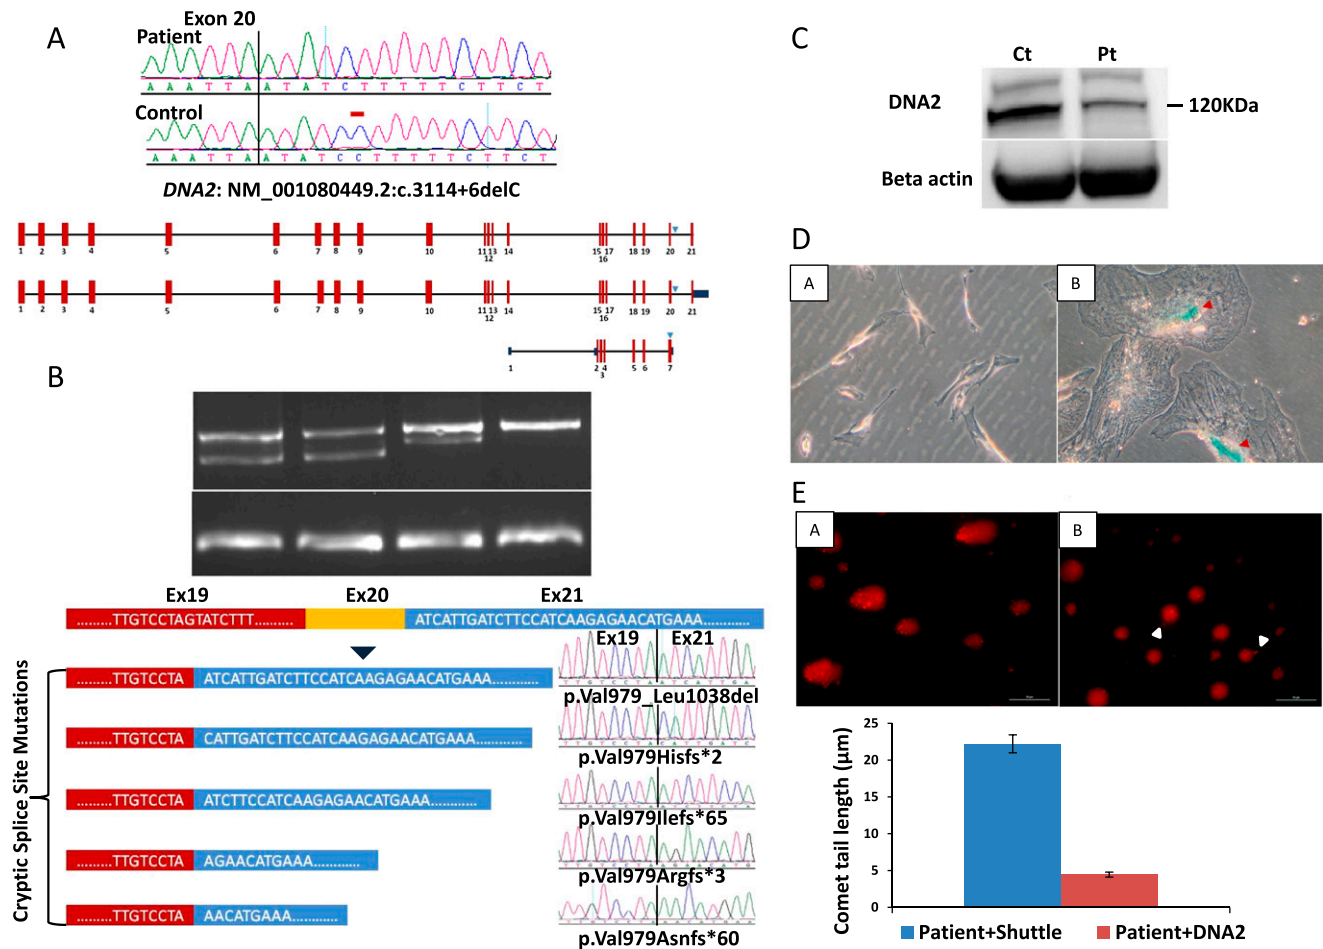 A
Exon 20
Patient
A A A T T A A T A T C T T T T T C T T C T
Control
A A A T T A A T A T C C T T T T C T T C T
DNA2: NM_001080449.2:c.3114+6delC
1 2 3 4 5 6 7 8 9 10 11 12 13 14 15 16 17 18 19 20 21
1 2 3 4 5 6 7 8 9 10 11 12 13 14 15 16 17 18 19 20 21
1 2 3 4 5 6 7
B
Ex19 Ex20 Ex21
.........TTGTCCTAGTATCTTT.......... ATCATTGATCTTCCATCAAGAGAACATGAAA............
Cryptic Splice Site Mutations
.........TTGTCCTA ATCATTGATCTTCCATCAAGAGAACATGAAA............
Ex19 Ex21
p.Val979_Leu1038del
.........TTGTCCTA CATTGATCTTCCATCAAGAGAACATGAAA............
p.Val979Hisfs*2
.........TTGTCCTA ATCTTCCATCAAGAGAACATGAAA............
p.Val979Ilefs*65
.........TTGTCCTA AGAACATGAAA............
p.Val979Argfs*3
.........TTGTCCTA AACATGAAA............
p.Val979Asnfs*60
C
Ct Pt
DNA2
120KDa
Beta actin
D
A B
E
A B
Comet tail length (µm)
25
20
15
10
5
0
Patient+Shuttle Patient+DNA2